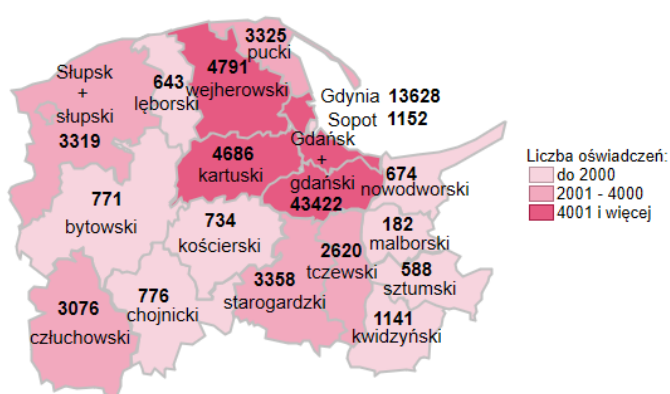 3325
pucki
4791
wejherowski
643
lęborski
Słupsk
+
słupski
3319
Gdynia 13628
Sopot 1152
Gdańsk
+
gdański
43422
4686
kartuski
674
nowodworski
771
bytowski
734
kościerski
182
malborski
2620
tczewski
588
sztumski
3358
starogardzki
776
chojnicki
3076
człuchowski
1141
kwidzyński
Liczba oświadczeń:
do 2000
2001 - 4000
4001 i więcej